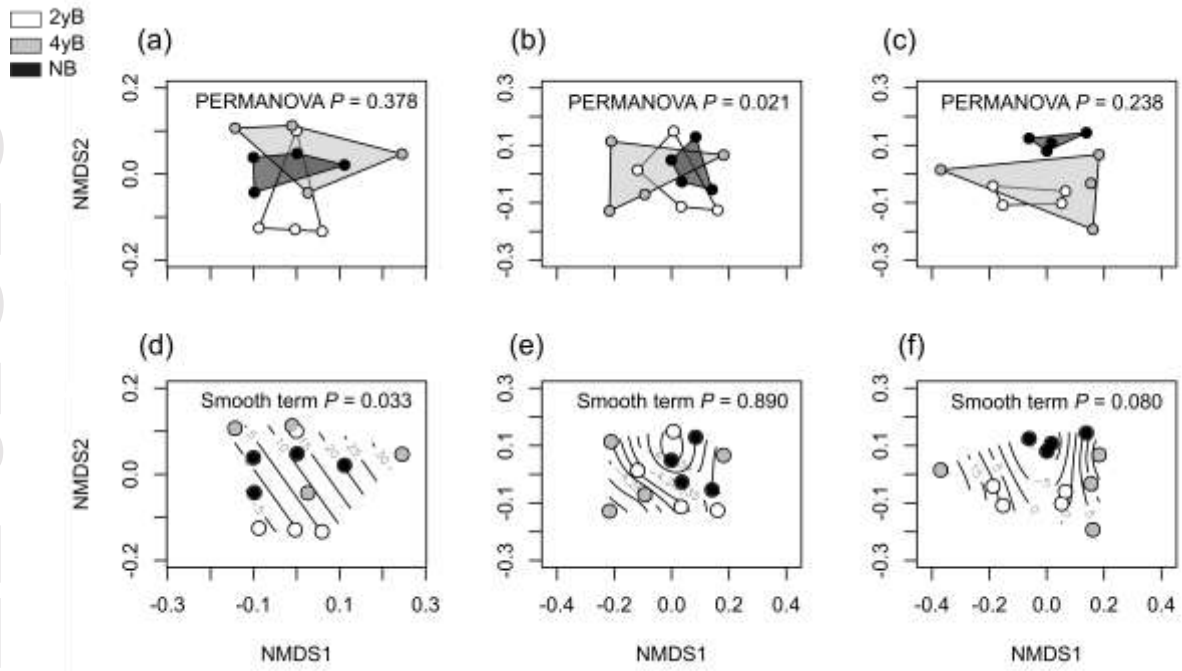 2yB
4yB
NB
(a) (b) (c)
PERMANOVA P = 0.378 PERMANOVA P = 0.021 PERMANOVA P = 0.238
NMDS2
0.2 0.0 -0.2
0.3 0.1 -0.1 -0.3
0.3 0.1 -0.1 -0.3
(d) (e) (f)
Smooth term P = 0.033 Smooth term P = 0.890 Smooth term P = 0.080
NMDS2
0.2 0.0 -0.2
0.3 0.1 -0.1 -0.3
0.3 0.1 -0.1 -0.3
-0.3 -0.1 0.1 0.3 -0.4 -0.2 0.0 0.2 0.4 -0.4 -0.2 0.0 0.2 0.4
NMDS1 NMDS1 NMDS1